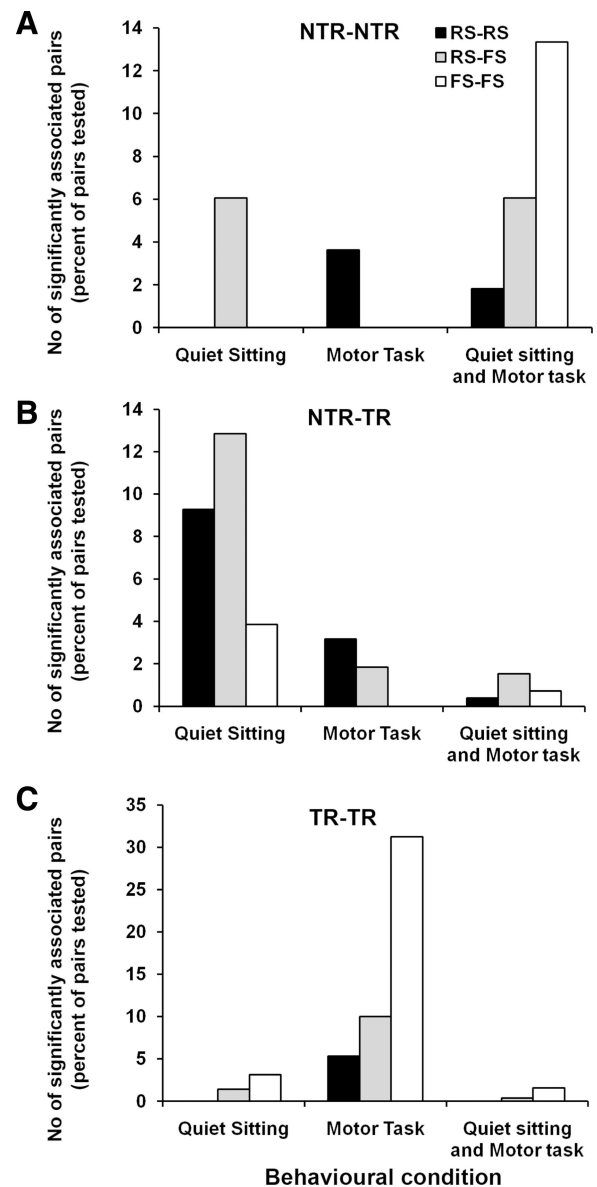 A
NTR-NTR
RS-RS
RS-FS
FS-FS
No of significantly associated pairs
(percent of pairs tested)
14
12
10
8
6
4
2
0
Quiet Sitting
Motor Task
Quiet sitting
and Motor task
B
NTR-TR
No of significantly associated pairs
(percent of pairs tested)
14
12
10
8
6
4
2
0
Quiet Sitting
Motor Task
Quiet sitting
and Motor task
C
TR-TR
No of significantly associated pairs
(percent of pairs tested)
35
30
25
20
15
10
5
0
Quiet Sitting
Motor Task
Quiet sitting
and Motor task
Behavioural condition